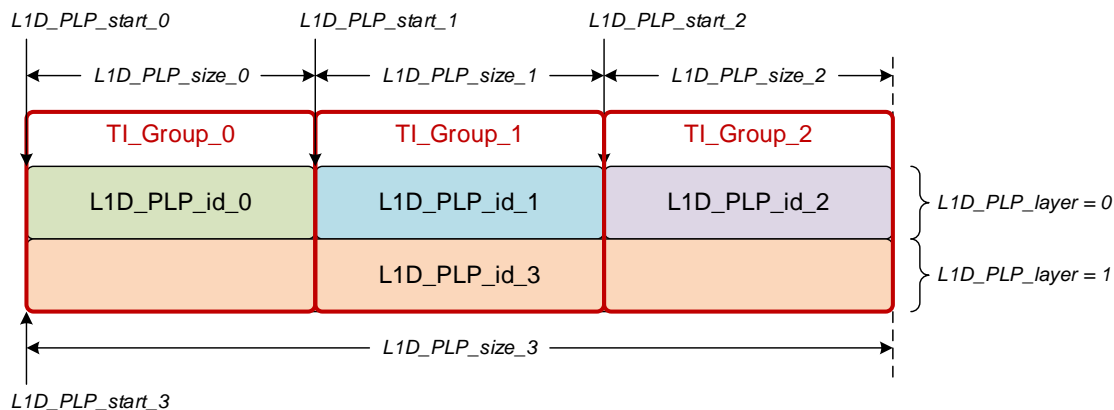 L1D_PLP_start_0
L1D_PLP_start_1
L1D_PLP_start_2
L1D_PLP_size_0
L1D_PLP_size_1
L1D_PLP_size_2
TI_Group_0
TI_Group_1
TI_Group_2
L1D_PLP_id_0
L1D_PLP_id_1
L1D_PLP_id_2
L1D_PLP_layer = 0
L1D_PLP_id_3
L1D_PLP_layer = 1
L1D_PLP_size_3
L1D_PLP_start_3